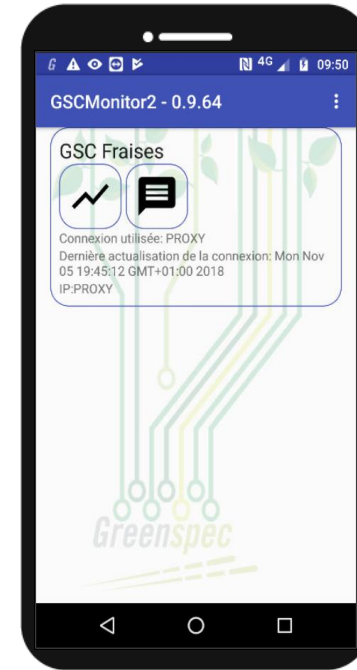 4G 09:50
GSCMonitor2 - 0.9.64
GSC Fraises
Connexion utilisée: PROXY
Dernière actualisation de la connexion: Mon Nov
05 19:45:12 GMT+01:00 2018
IP:PROXY
Greenspec